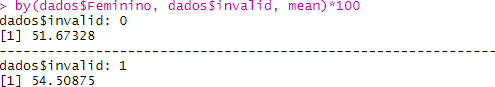 > by(dados$Feminino, dados$invalid, mean)*100
dados$invalid: 0
[1] 51.67328
------------------------------------------------------------------------
dados$invalid: 1
[1] 54.50875